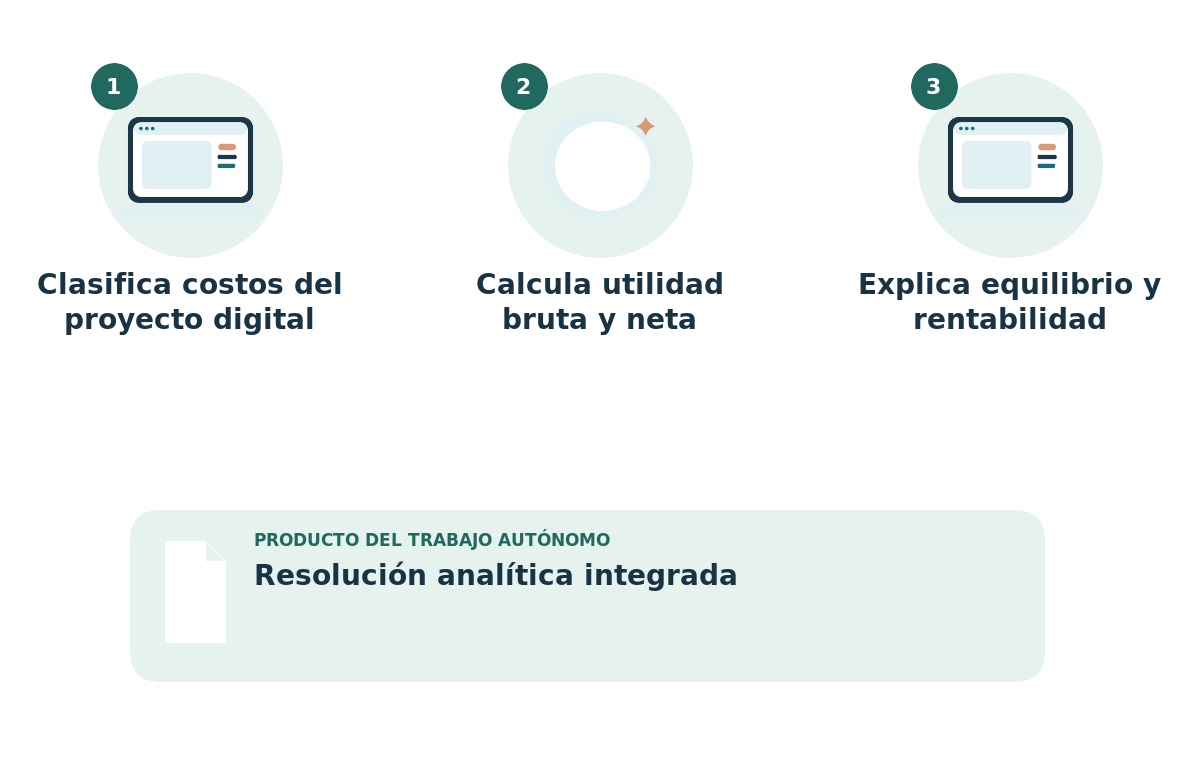 1
Clasifica costos del
proyecto digital
2
Calcula utilidad
bruta y neta
3
Explica equilibrio y
rentabilidad
PRODUCTO DEL TRABAJO AUTÓNOMO
Resolución analítica integrada